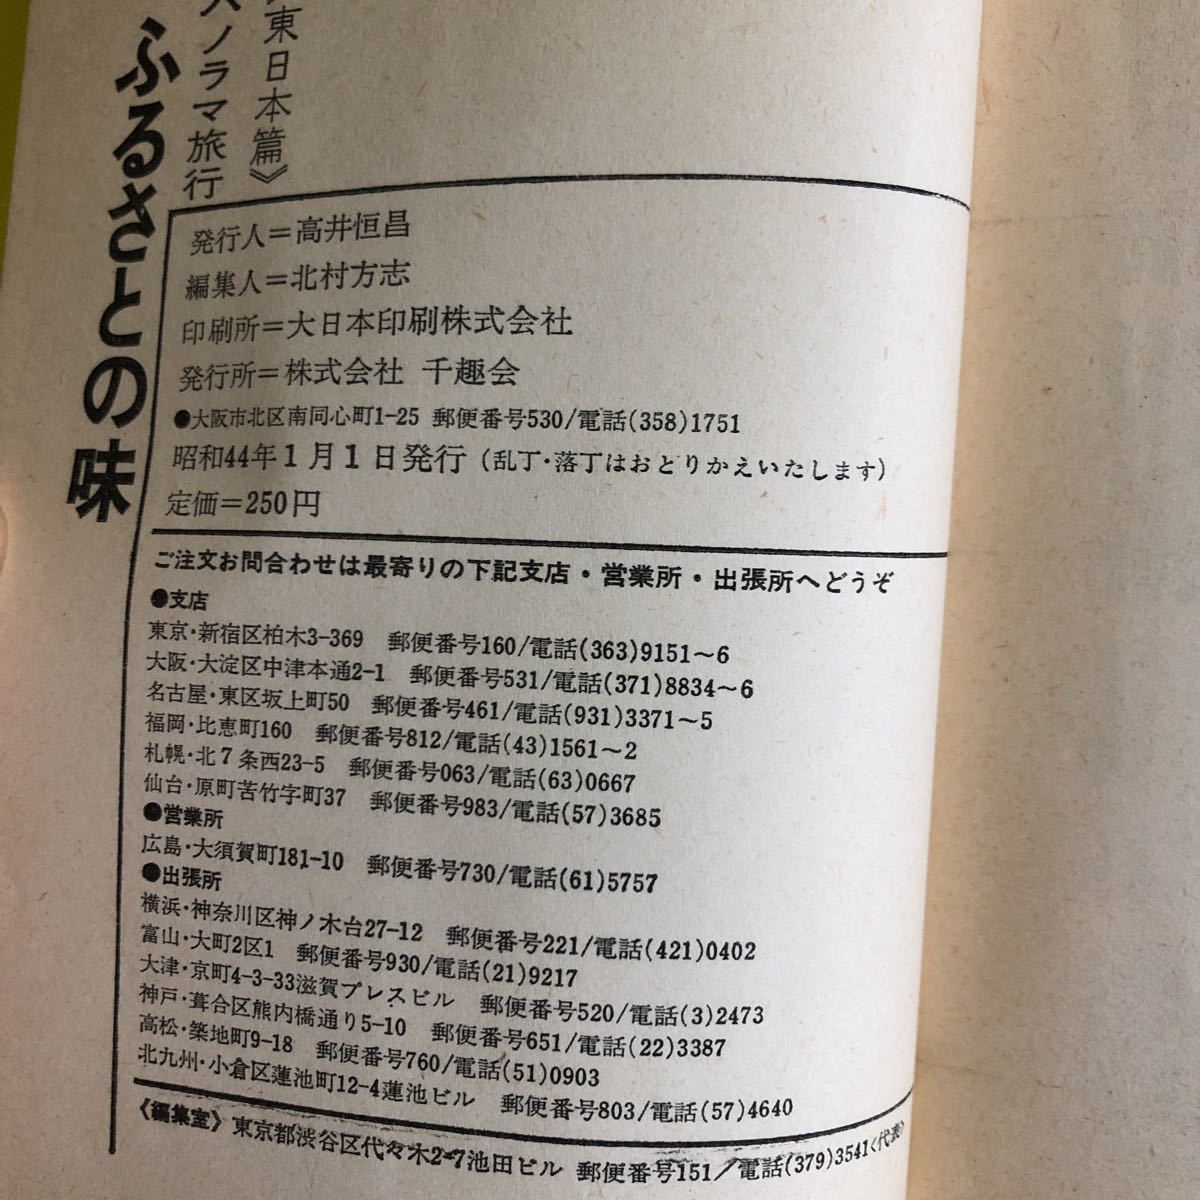 東日本篇》
パノラマ旅行
ふるさとの味
発行人＝高井恒昌
編集人＝北村方志
印刷所＝大日本印刷株式会社
発行所＝株式会社 千趣会
●大阪市北区南同心町1-25 郵便番号530/電話(358)1751
昭和44年1月1日発行（乱丁・落丁はおとりかえいたします）
定価＝250円
ご注文お問合わせは最寄りの下記支店・営業所・出張所へどうぞ
●支店
東京・新宿区柏木3-369 郵便番号160/電話(363)9151～6
大阪・大淀区中津本通2-1 郵便番号531/電話(371)8834～6
名古屋・東区坂上町50 郵便番号461/電話(931)3371～5
福岡・比恵町160 郵便番号812/電話(43)1561～2
札幌・北7条西23-5 郵便番号063/電話(63)0667
仙台・原町苦竹字町37 郵便番号983/電話(57)3685
●営業所
広島・大須賀町181-10 郵便番号730/電話(61)5757
●出張所
横浜・神奈川区神ノ木台27-12 郵便番号221/電話(421)0402
富山・大町2区1 郵便番号930/電話(21)9217
大津・京町4-3-33滋賀プレスビル 郵便番号520/電話(3)2473
神戸・葺合区熊内橋通り5-10 郵便番号651/電話(22)3387
高松・築地町9-18 郵便番号760/電話(51)0903
北九州・小倉区蓮池町12-4蓮池ビル 郵便番号803/電話(57)4640
《編集室》東京都渋谷区代々木2-7池田ビル 郵便番号151/電話(379)3541〈代表〉